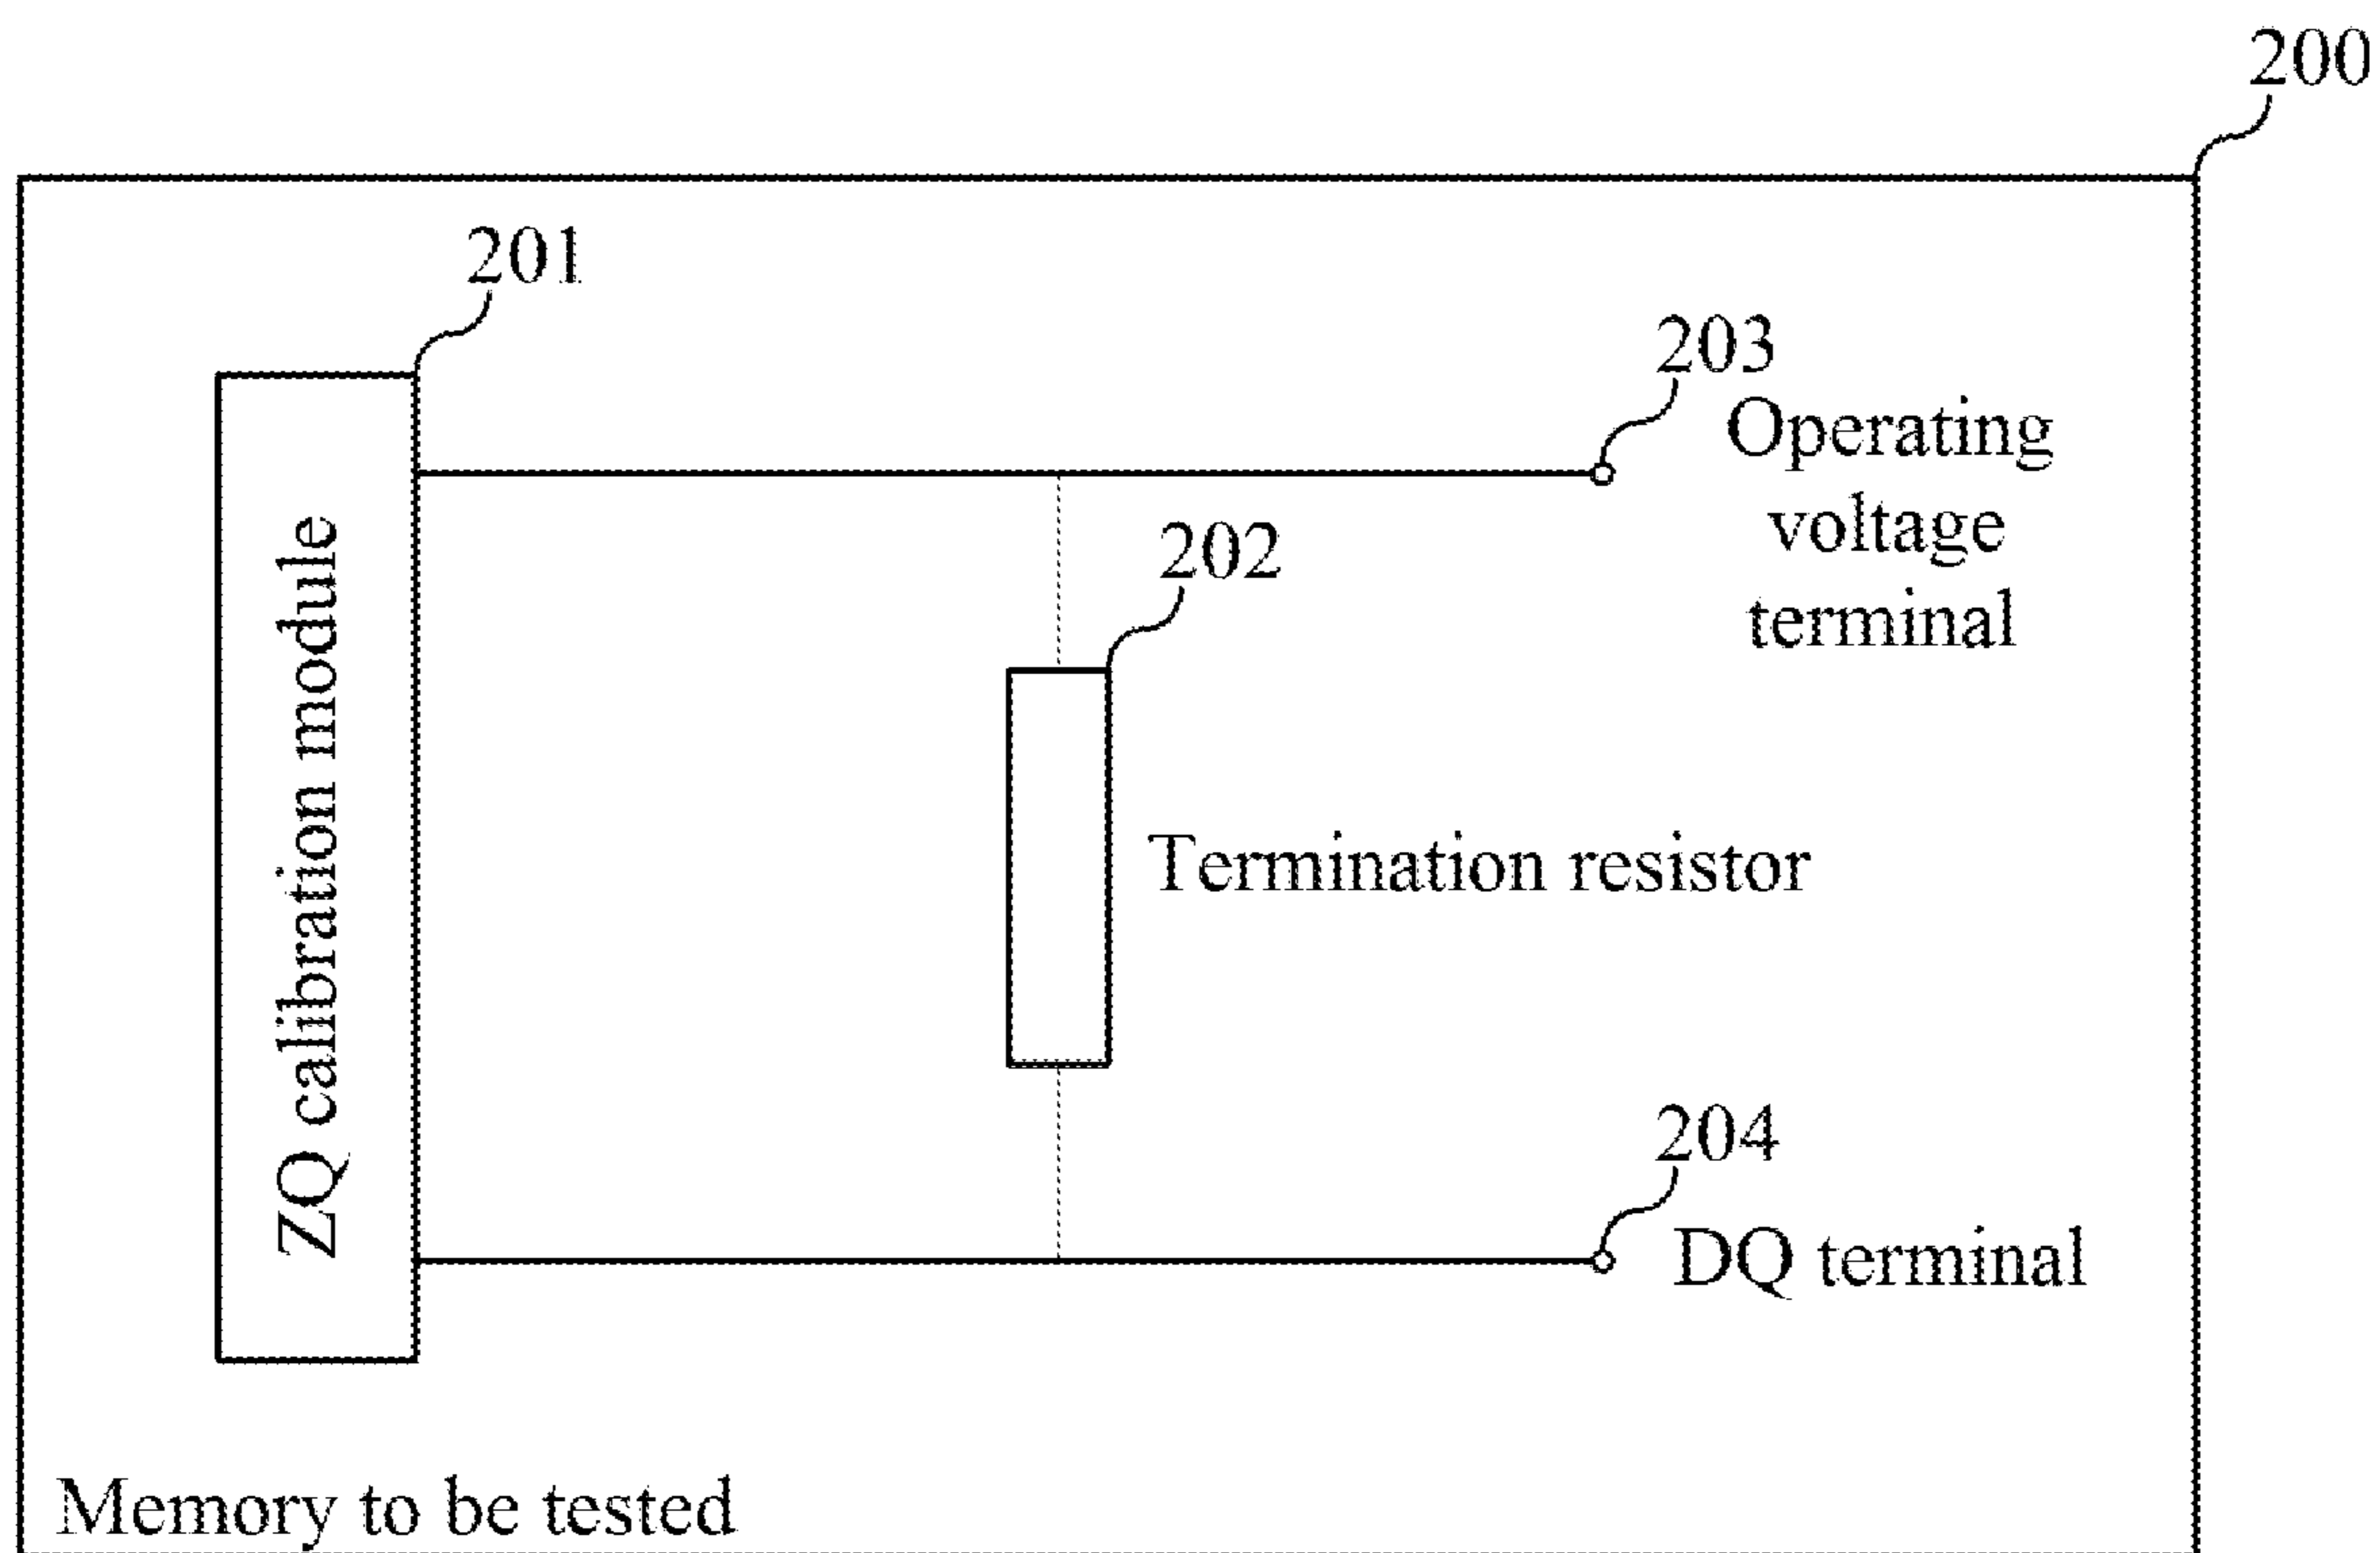 200
201
203
Operating
voltage
terminal
202
ZQ calibration module
Termination resistor
204
DQ terminal
Memory to be tested